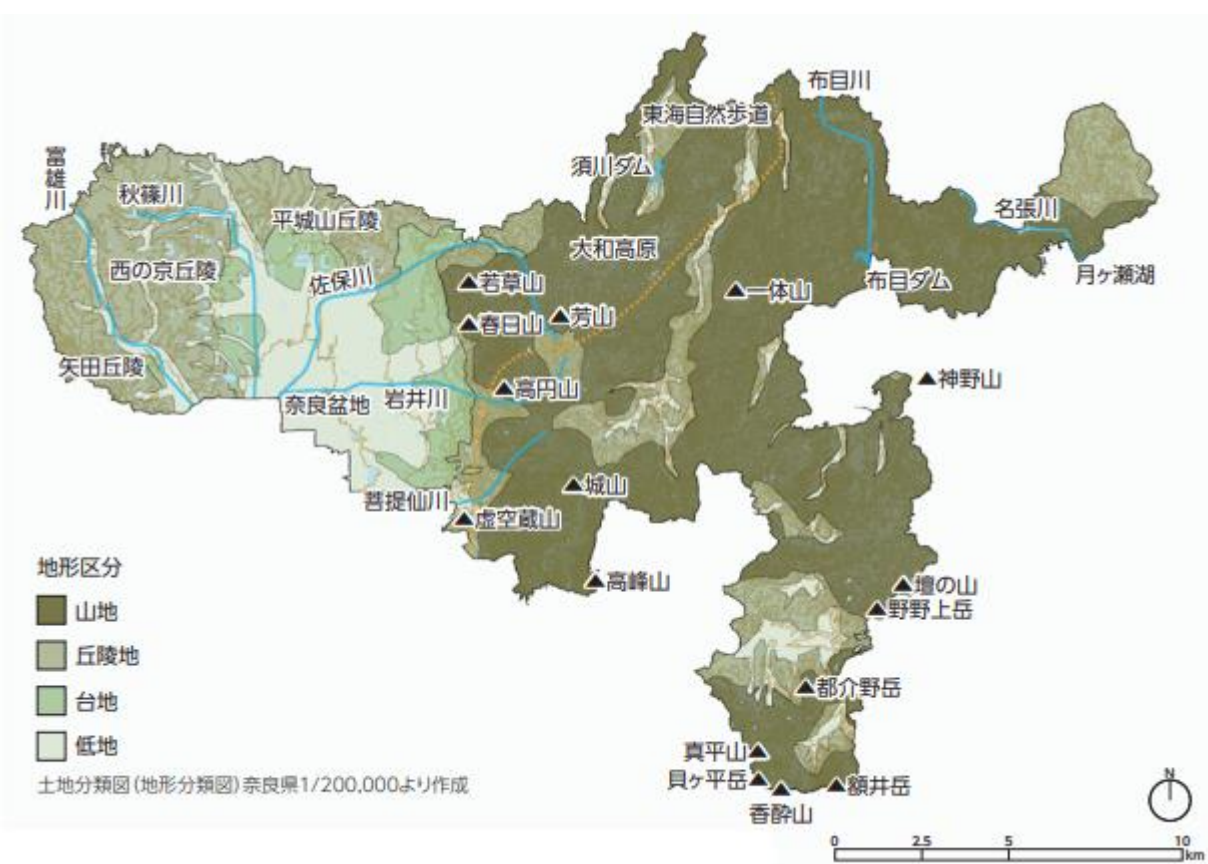 布目川
東海自然歩道
富雄川
秋篠川
須川ダム
平城山丘陵
名張川
大和高原
西の京丘陵
佐保川
若草山
一体山
布目ダム
月ヶ瀬湖
春日山
芳山
矢田丘陵
神野山
高円山
奈良盆地
岩井川
城山
菩提仙川
虚空蔵山
地形区分
高峰山
壇の山
山地
野野上岳
丘陵地
都介野岳
台地
低地
真平山
貝ヶ平岳
額井岳
土地分類図(地形分類図)奈良県1/200,000より作成
香酔山
N
0 2.5 5 10
km